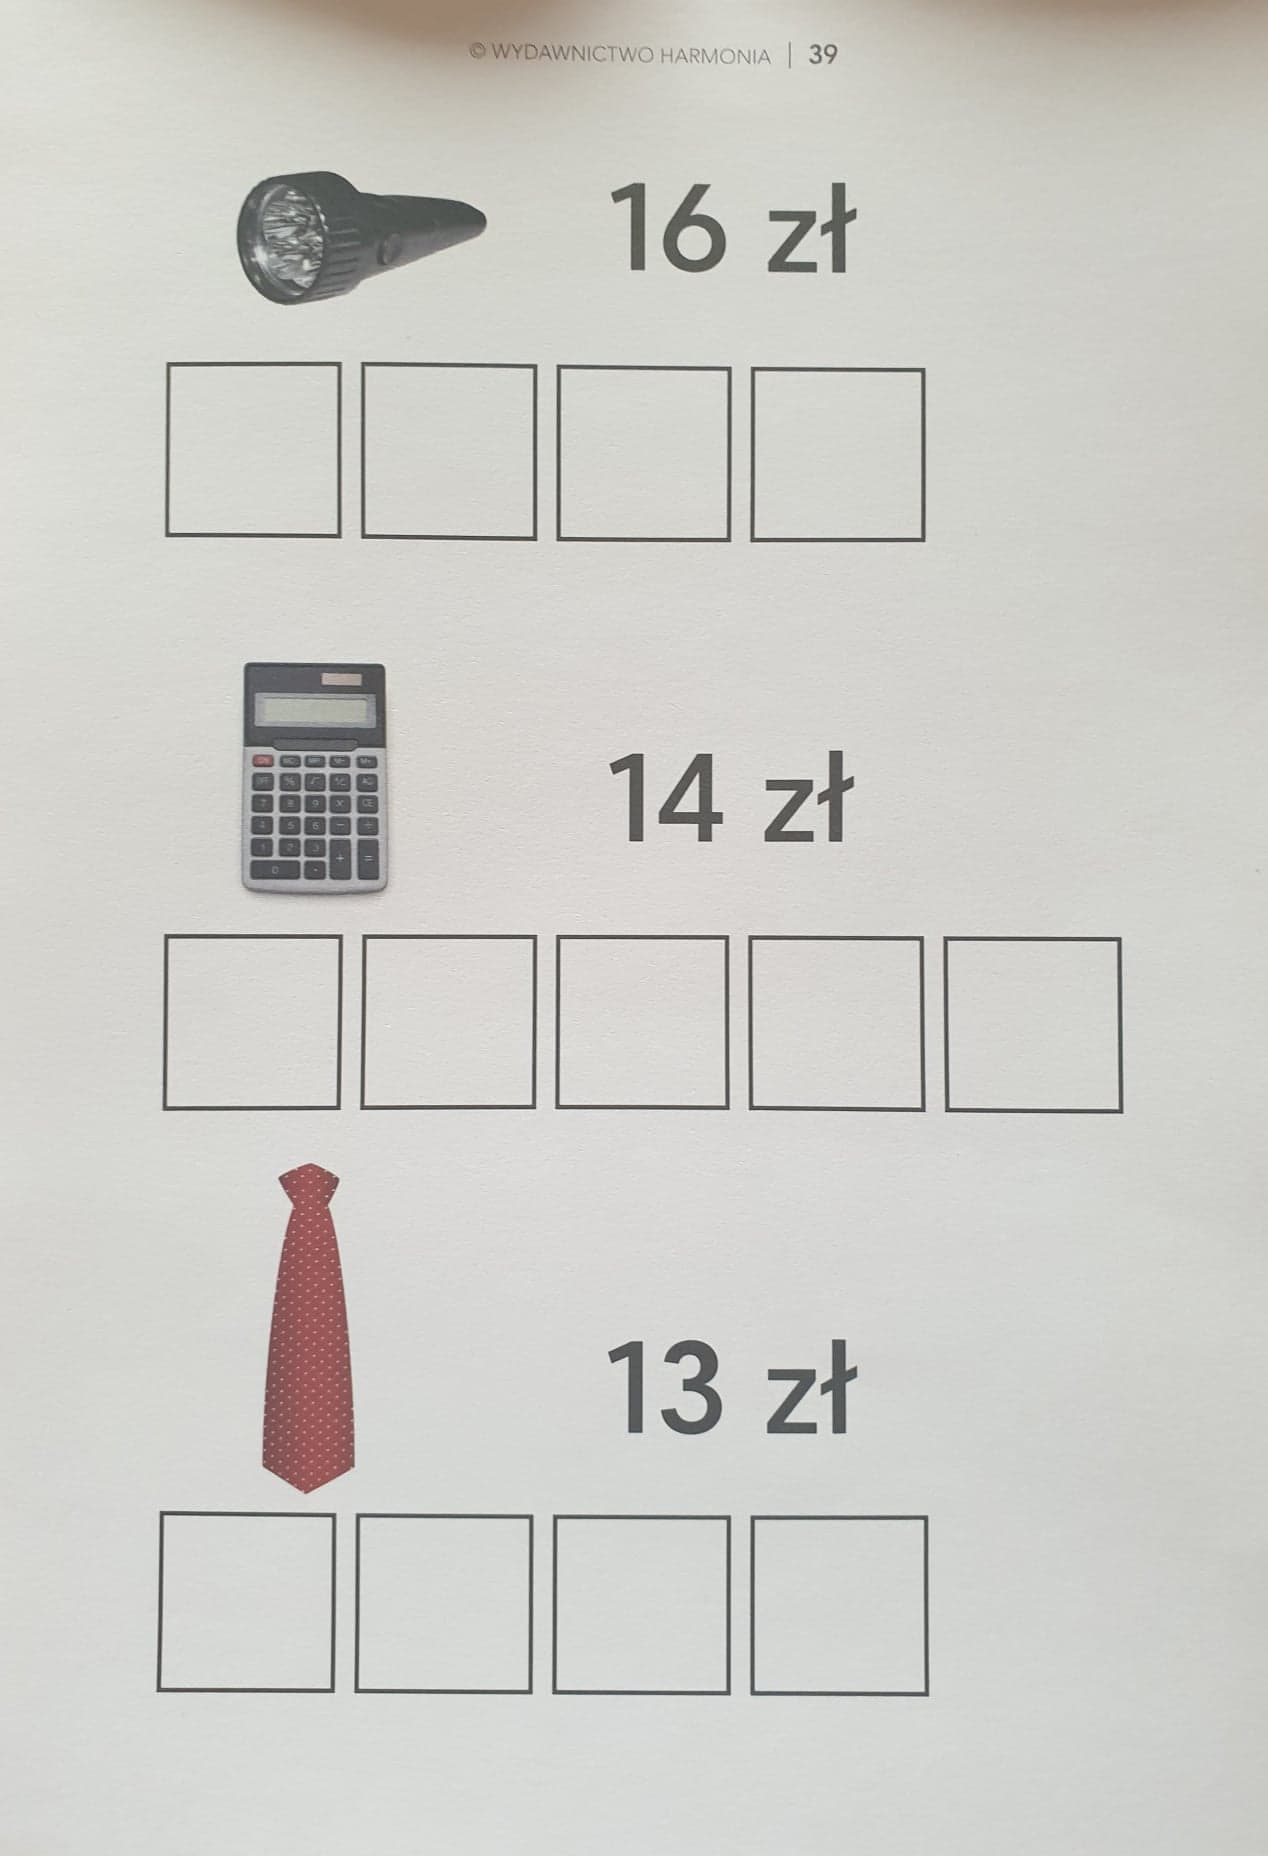 © WYDAWNICTWO HARMONIA | 39
16 zł
14 zł
13 zł